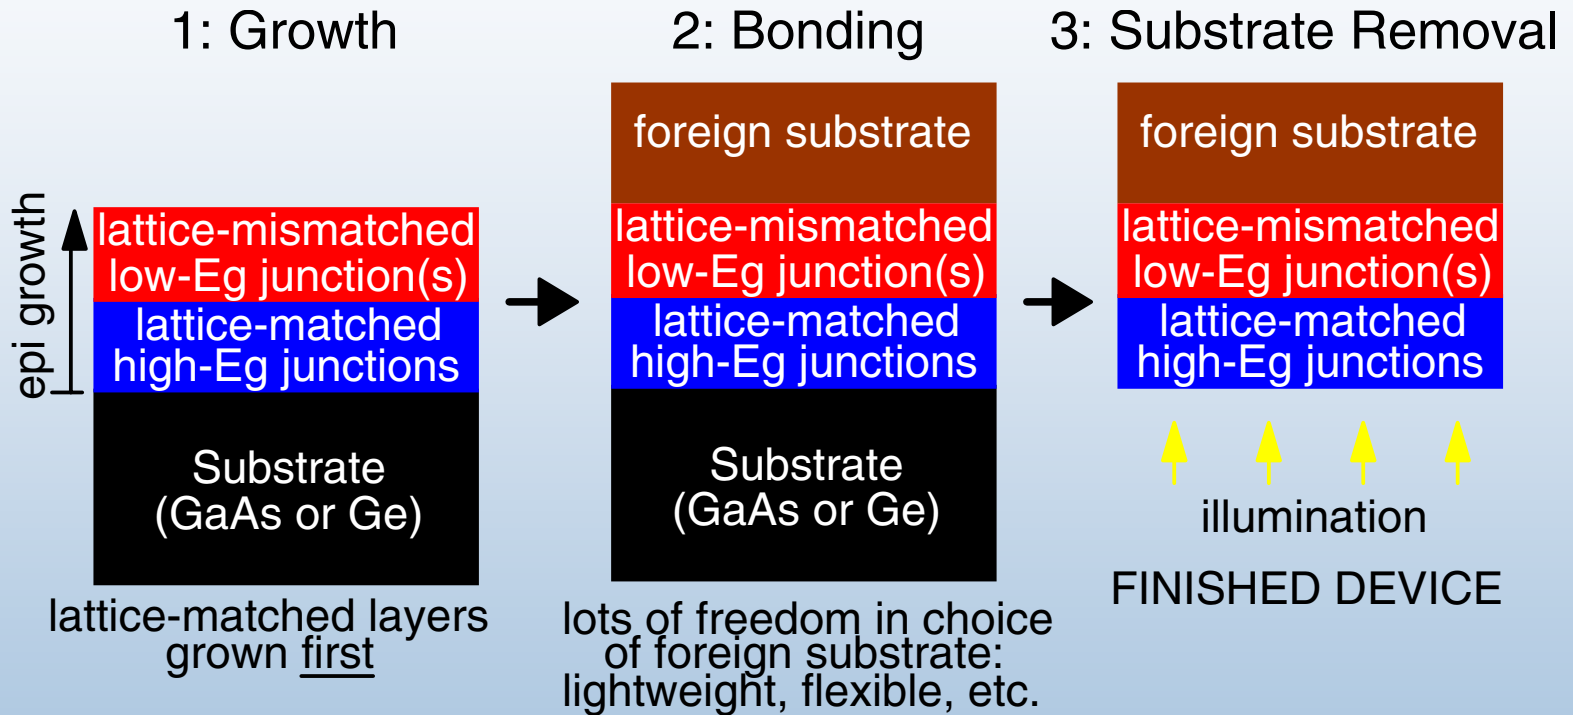 1: Growth
epi growth
lattice-mismatched
low-Eg junction(s)
lattice-matched
high-Eg junctions
Substrate
(GaAs or Ge)
lattice-matched layers
grown first
2: Bonding
foreign substrate
lattice-mismatched
low-Eg junction(s)
lattice-matched
high-Eg junctions
Substrate
(GaAs or Ge)
lots of freedom in choice
of foreign substrate:
lightweight, flexible, etc.
3: Substrate Removal
foreign substrate
lattice-mismatched
low-Eg junction(s)
lattice-matched
high-Eg junctions
illumination
FINISHED DEVICE